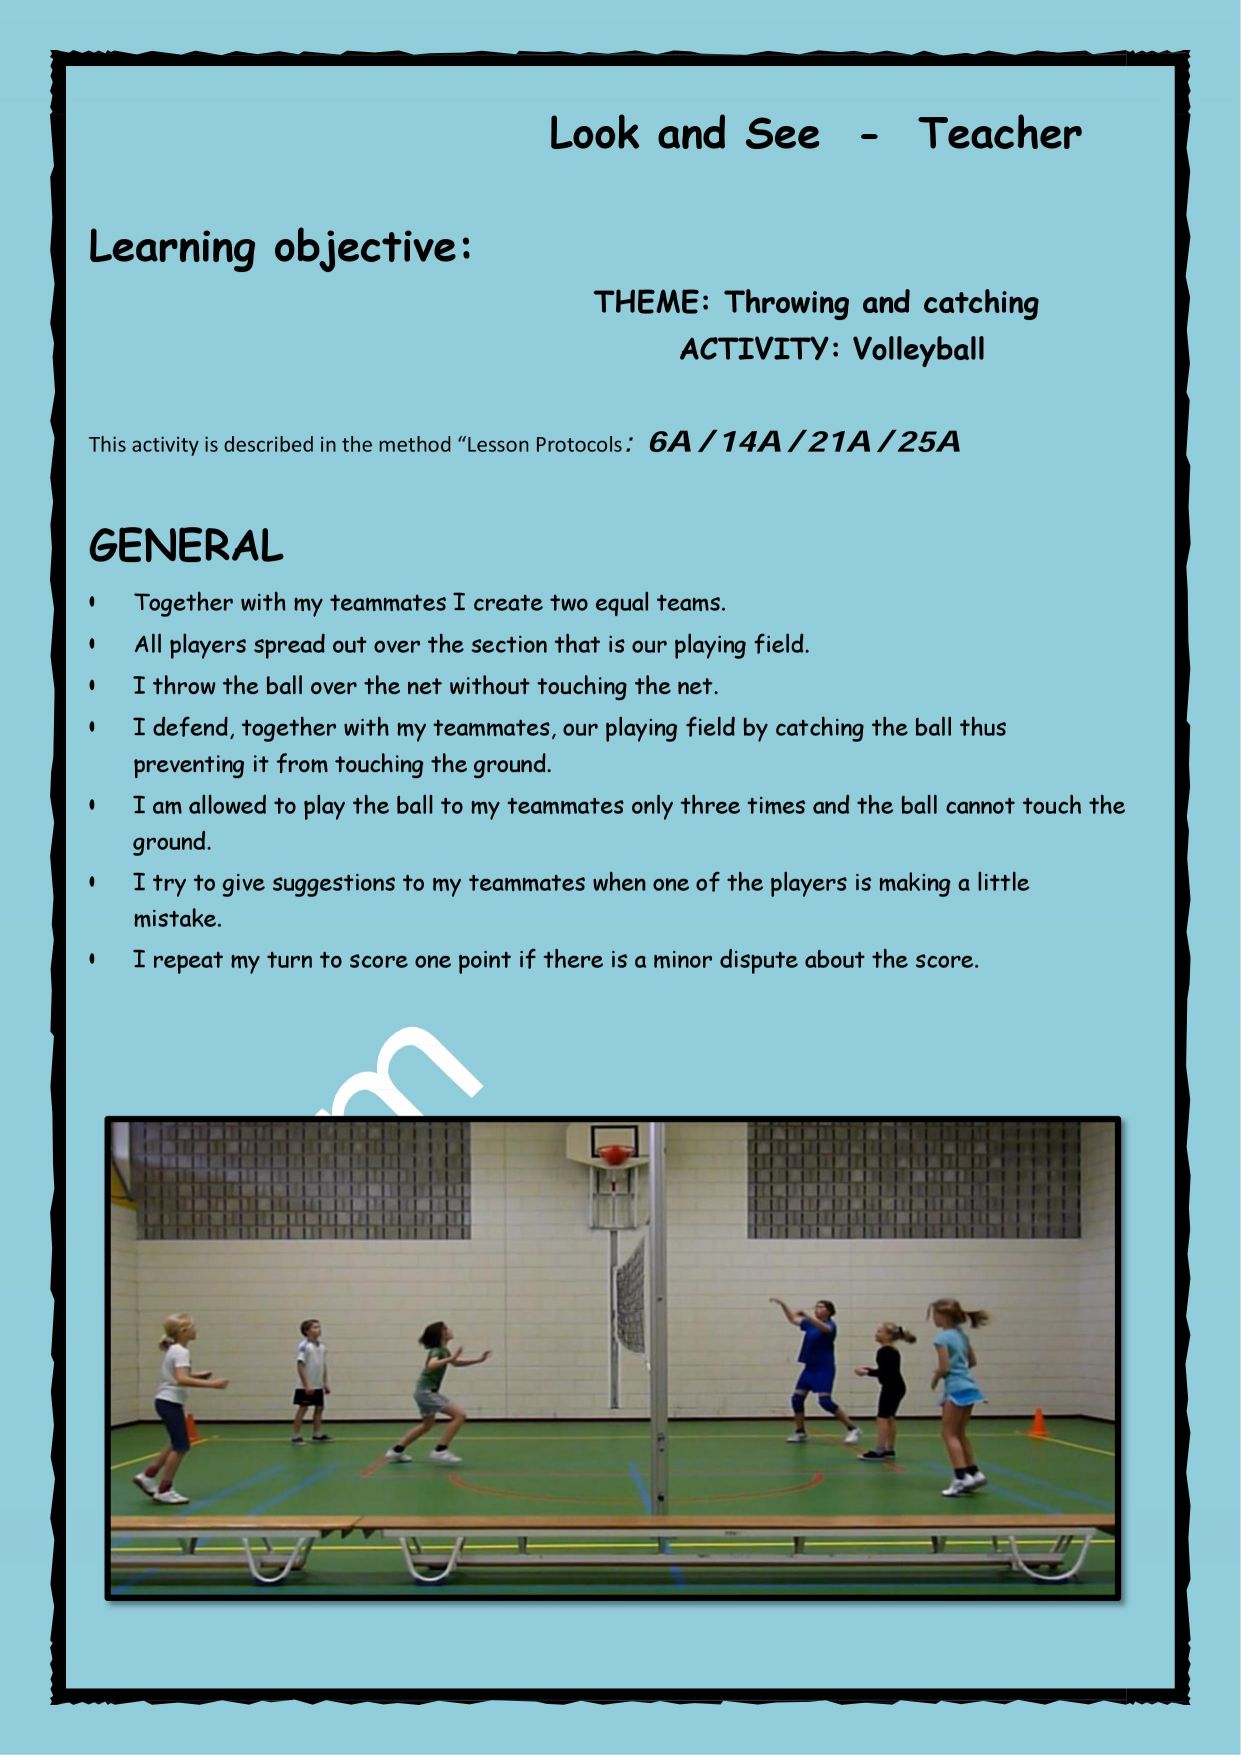 Look and See - Teacher
Learning objective:
THEME: Throwing and catching
ACTIVITY: Volleyball
This activity is described in the method “Lesson Protocols: 6A / 14A / 21A / 25A
GENERAL
• Together with my teammates I create two equal teams.
• All players spread out over the section that is our playing field.
• I throw the ball over the net without touching the net.
• I defend, together with my teammates, our playing field by catching the ball thus
preventing it from touching the ground.
• I am allowed to play the ball to my teammates only three times and the ball cannot touch the
ground.
• I try to give suggestions to my teammates when one of the players is making a little
mistake.
• I repeat my turn to score one point if there is a minor dispute about the score.
m